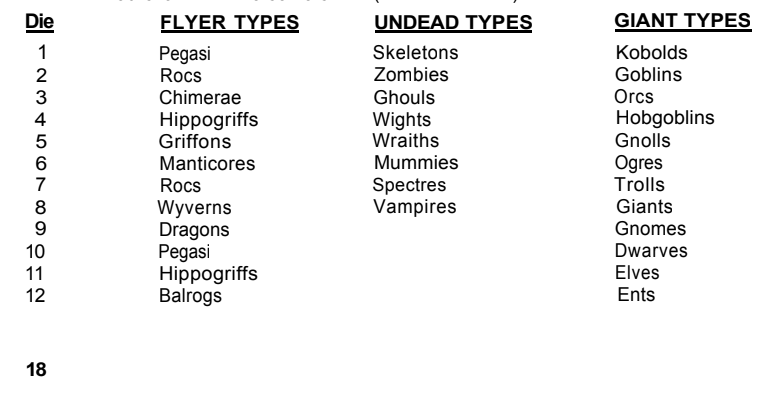 Die FLYER TYPES UNDEAD TYPES GIANT TYPES
1 Pegasi Skeletons Kobolds
2 Rocs Zombies Goblins
3 Chimerae Ghouls Orcs
4 Hippogriffs Wights Hobgoblins
5 Griffons Wraiths Gnolls
6 Manticores Mummies Ogres
7 Rocs Spectres Trolls
8 Wyverns Vampires Giants
9 Dragons Gnomes
10 Pegasi Dwarves
11 Hippogriffs Elves
12 Balrogs Ents
18